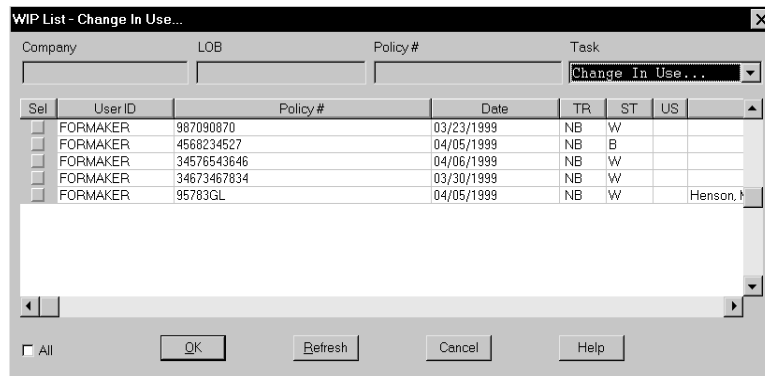 WIP List - Change In Use...
Company LOB Policy # Task
Change In Use...
Sel User ID Policy # Date TR ST US
FORMAKER 987090870 03/23/1999 NB W
FORMAKER 4568234527 04/05/1999 NB B
FORMAKER 34576543646 04/06/1999 NB W
FORMAKER 34673467834 03/30/1999 NB W
FORMAKER 95783GL 04/05/1999 NB W Henson,
All OK Refresh Cancel Help